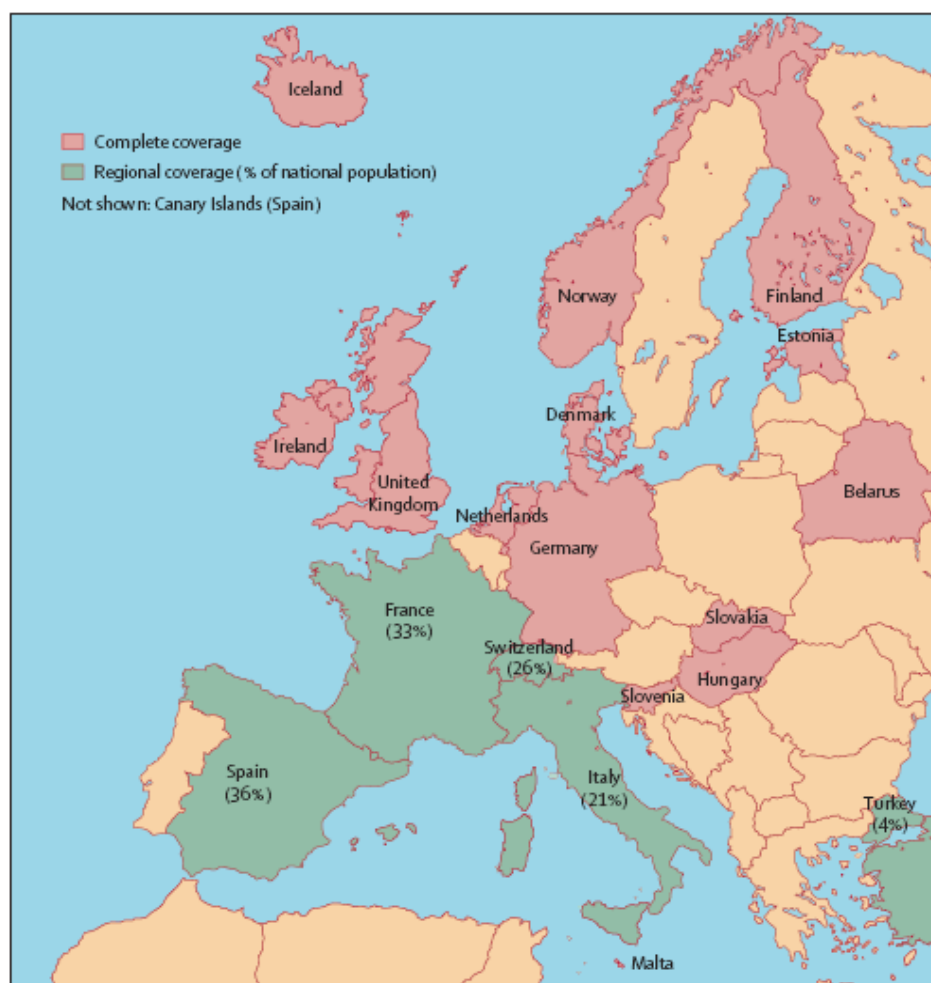 Iceland
Complete coverage
Regional coverage (% of national population)
Not shown: Canary Islands (Spain)
Norway
Finland
Estonia
Denmark
Ireland
United
Kingdom
Belarus
Netherlands
Germany
France
(33%)
Slovakia
Switzerland
(26%)
Hungary
Slovenia
Spain
(36%)
Italy
(21%)
Turkey
(4%)
Malta